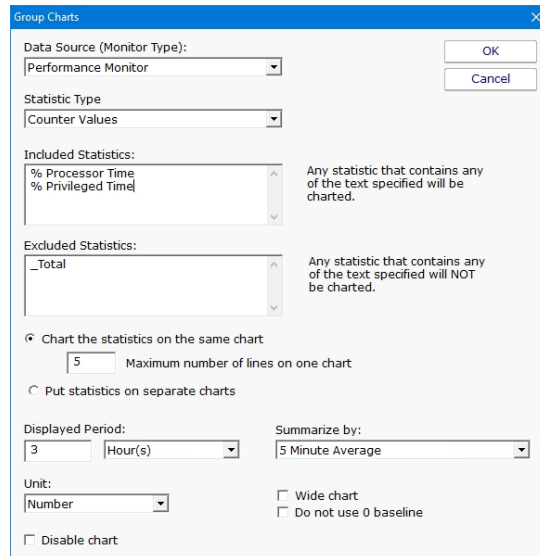 Group Charts
Data Source (Monitor Type):
Performance Monitor
OK
Cancel
Statistic Type
Counter Values
Included Statistics:
% Processor Time
% Privileged Time
Any statistic that contains any
of the text specified will be
charted.
Excluded Statistics:
_Total
Any statistic that contains any
of the text specified will NOT
be charted.
Chart the statistics on the same chart
5 Maximum number of lines on one chart
Put statistics on separate charts
Displayed Period:
3 Hour(s)
Summarize by:
5 Minute Average
Unit:
Number
Wide chart
Do not use 0 baseline
Disable chart